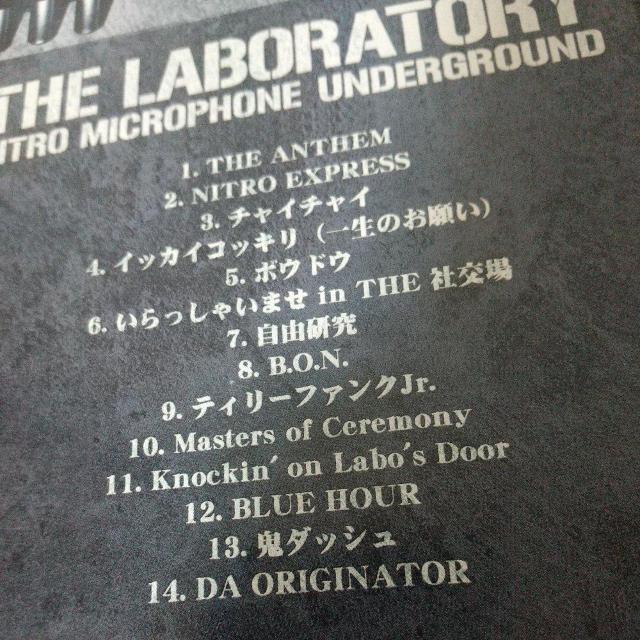 THE LABORATORY
NITRO MICROPHONE UNDERGROUND
1. THE ANTHEM
2. NITRO EXPRESS
3. チャイチャイ
4. イッカイコッキリ (一生のお願い)
5. ボウドウ
6. いらっしゃいませ in THE 社交場
7. 自由研究
8. B.O.N.
9. ティリーファンクJr.
10. Masters of Ceremony
11. Knockin' on Labo's Door
12. BLUE HOUR
13. 鬼ダッシュ
14. DA ORIGINATOR